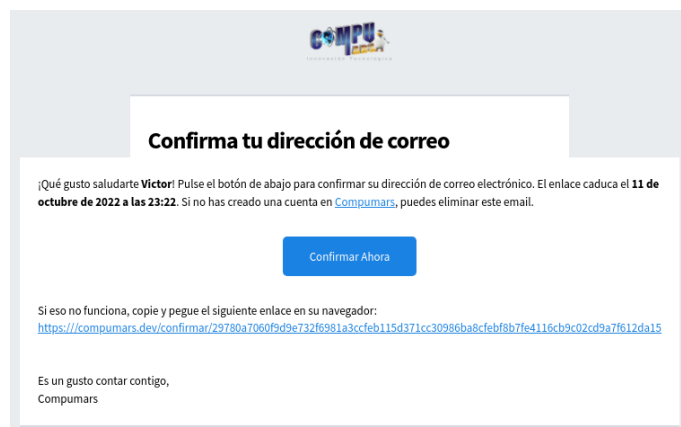 COMPU
Innovación Tecnológica
Confirma tu dirección de correo
¡Qué gusto saludarte Victor! Pulse el botón de abajo para confirmar su dirección de correo electrónico. El enlace caduca el 11 de
octubre de 2022 a las 23:22. Si no has creado una cuenta en Compumars, puedes eliminar este email.
Confirmar Ahora
Si eso no funciona, copie y pegue el siguiente enlace en su navegador:
https:///compumars.dev/confirmar/29780a7060f9d9e732f6981a3ccfeb115d371cc30986ba8cfebf8b7fe4116cb9c02cd9a7f612da15
Es un gusto contar contigo,
Compumars